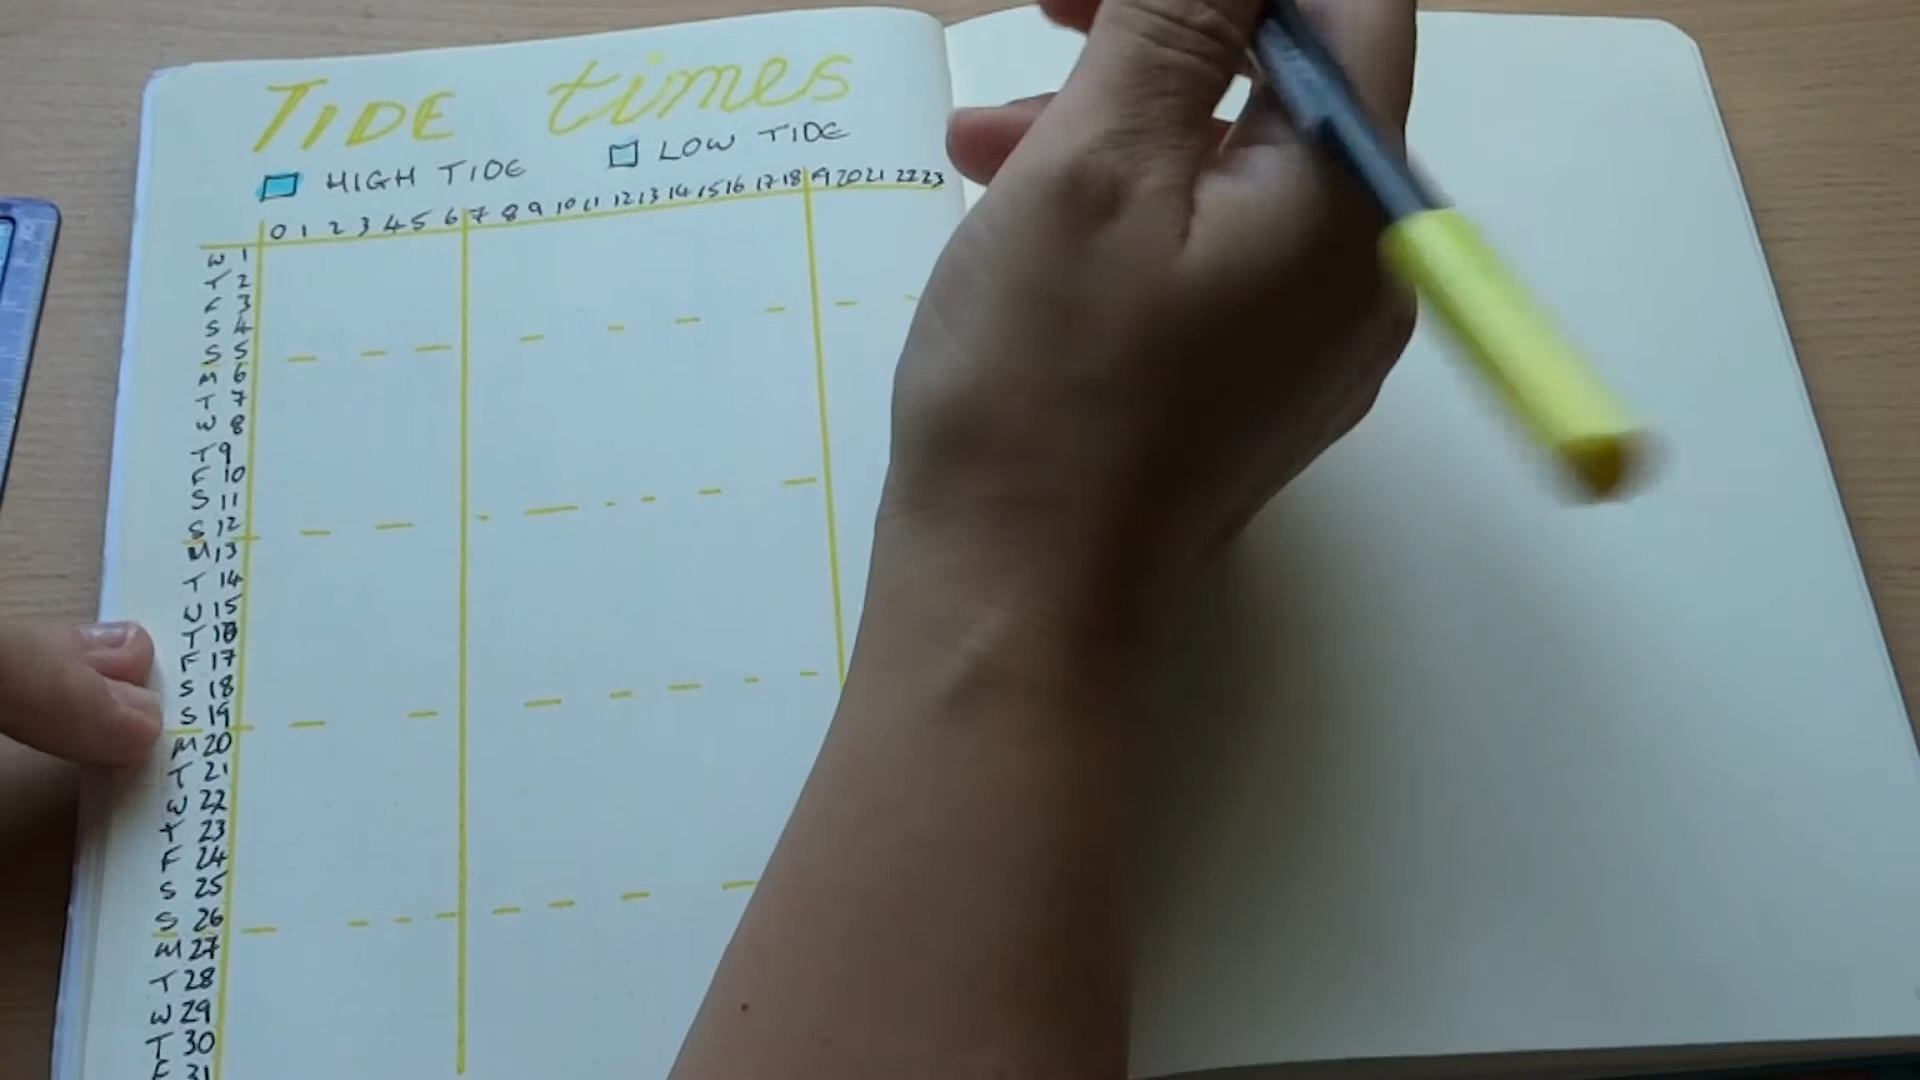 TIDE times
HIGH TIDE LOW TIDE
0 1 2 3 4 5 6 7 8 9 10 11 12 13 14 15 16 17 18 19 20 21 22 23
W 1
T 2
F 3
S 4
S 5
M 6
T 7
W 8
T 9
F 10
S 11
S 12
M 13
T 14
W 15
T 16
F 17
S 18
S 19
M 20
T 21
W 22
T 23
F 24
S 25
S 26
M 27
T 28
W 29
T 30
F 31